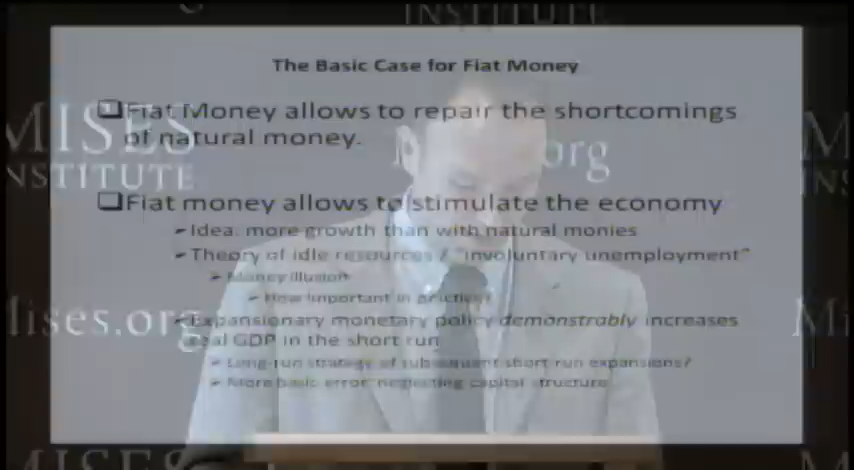 INSTITUTE
The Basic Case for Fiat Money
Fiat Money allows to repair the shortcomings
of natural money.
MISES
INSTITUTE
Fiat money allows to stimulate the economy
Idea: more growth than with natural monies
Theory of idle resources / "involuntary unemployment"
Money illusion
How important in practice?
Expansionary monetary policy demonstrably increases
real GDP in the short run
Long-run strategy of subsequent short run expansions?
More basic error: neglecting capital structure
Mises.org